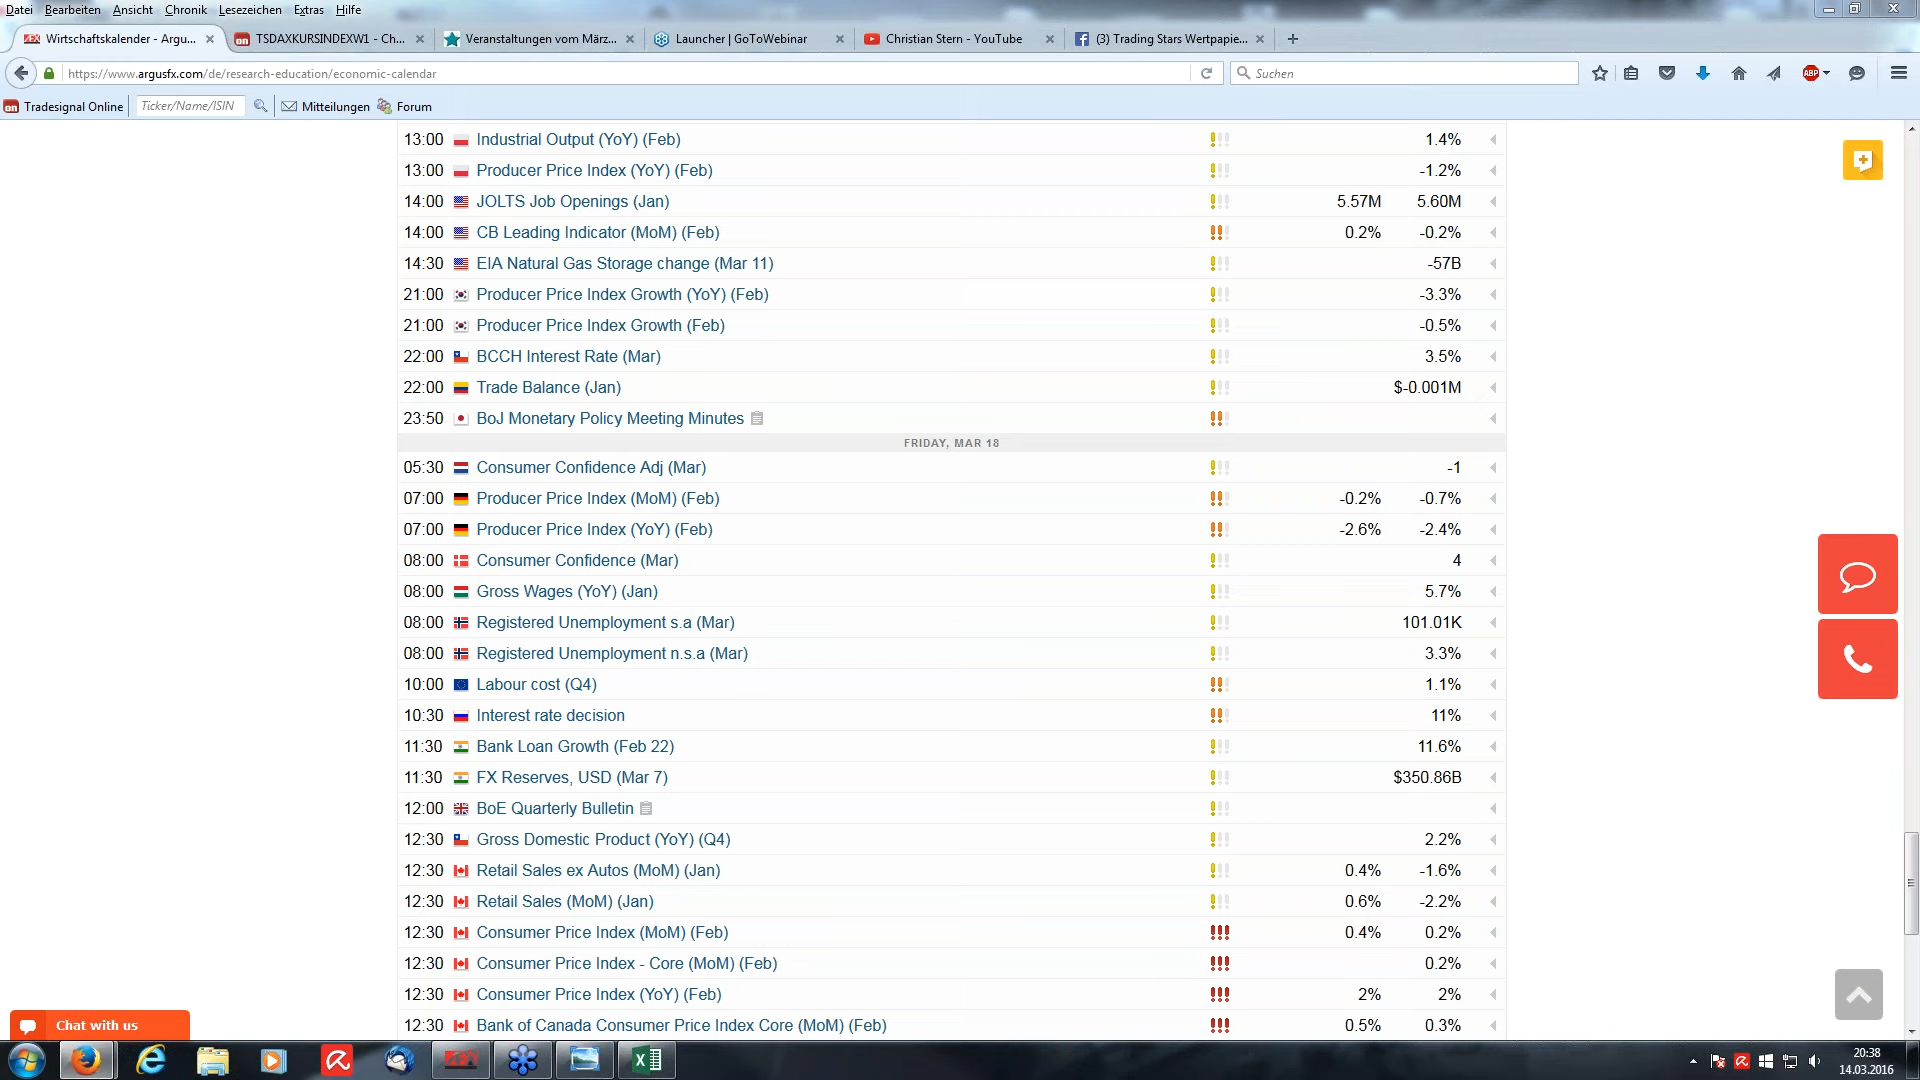 Datei Bearbeiten Ansicht Chronik Lesezeichen Extras Hilfe
Wirtschaftskalender - Argu... TSDAXKURSINDEXW1 - Ch... Veranstaltungen vom März... Launcher | GoToWebinar Christian Stern - YouTube (3) Trading Stars Wertpapie...
https://www.argusfx.com/de/research-education/economic-calendar Suchen ABP
on Tradesignal Online Ticker/Name/ISIN Mitteilungen Forum
13:00 Industrial Output (YoY) (Feb) 1.4%
13:00 Producer Price Index (YoY) (Feb) -1.2%
14:00 JOLTS Job Openings (Jan) 5.57M 5.60M
14:00 CB Leading Indicator (MoM) (Feb) 0.2% -0.2%
14:30 EIA Natural Gas Storage change (Mar 11) -57B
21:00 Producer Price Index Growth (YoY) (Feb) -3.3%
21:00 Producer Price Index Growth (Feb) -0.5%
22:00 BCCH Interest Rate (Mar) 3.5%
22:00 Trade Balance (Jan) $-0.001M
23:50 BoJ Monetary Policy Meeting Minutes
FRIDAY, MAR 18
05:30 Consumer Confidence Adj (Mar) -1
07:00 Producer Price Index (MoM) (Feb) -0.2% -0.7%
07:00 Producer Price Index (YoY) (Feb) -2.6% -2.4%
08:00 Consumer Confidence (Mar) 4
08:00 Gross Wages (YoY) (Jan) 5.7%
08:00 Registered Unemployment s.a (Mar) 101.01K
08:00 Registered Unemployment n.s.a (Mar) 3.3%
10:00 Labour cost (Q4) 1.1%
10:30 Interest rate decision 11%
11:30 Bank Loan Growth (Feb 22) 11.6%
11:30 FX Reserves, USD (Mar 7) $350.86B
12:00 BoE Quarterly Bulletin
12:30 Gross Domestic Product (YoY) (Q4) 2.2%
12:30 Retail Sales ex Autos (MoM) (Jan) 0.4% -1.6%
12:30 Retail Sales (MoM) (Jan) 0.6% -2.2%
12:30 Consumer Price Index (MoM) (Feb) 0.4% 0.2%
12:30 Consumer Price Index - Core (MoM) (Feb) 0.2%
12:30 Consumer Price Index (YoY) (Feb) 2% 2%
12:30 Bank of Canada Consumer Price Index Core (MoM) (Feb) 0.5% 0.3%
Chat with us
20:38
14.03.2016